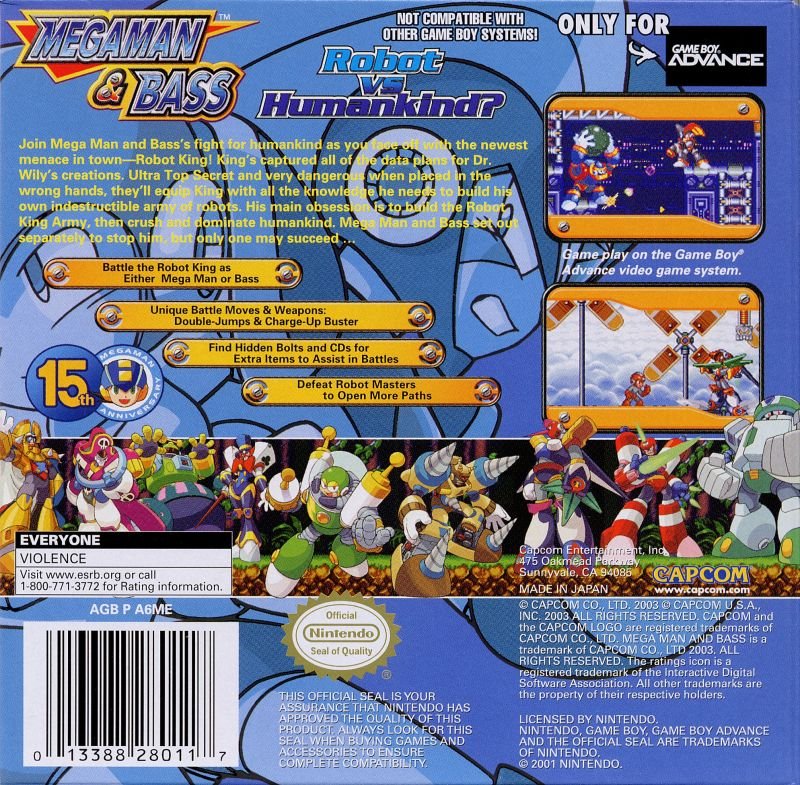 MEGAMAN™
& BASS
NOT COMPATIBLE WITH
OTHER GAME BOY SYSTEMS!
ONLY FOR
GAME BOY
ADVANCE
Robot
vs
Humankind?
Join Mega Man and Bass's fight for humankind as you face off with the newest
menace in town—Robot King! King's captured all of the data plans for Dr.
Wily's creations. Ultra Top Secret and very dangerous when placed in the
wrong hands, they'll equip King with all the knowledge he needs to build his
own indestructible army of robots. His main obsession is to build the Robot
King Army, then crush and dominate humankind. Mega Man and Bass set out
separately to stop him, but only one may succeed ...
Game play on the Game Boy®
Advance video game system.
Battle the Robot King as
Either Mega Man or Bass
Unique Battle Moves & Weapons:
Double-Jumps & Charge-Up Buster
Find Hidden Bolts and CDs for
Extra Items to Assist in Battles
Defeat Robot Masters
to Open More Paths
MEGAMAN
15th
ANNIVERSARY
EVERYONE
VIOLENCE
Visit www.esrb.org or call
1-800-771-3772 for Rating information.
AGB P A6ME
0 13388 28011 7
Official
Nintendo
Seal of Quality
®
THIS OFFICIAL SEAL IS YOUR
ASSURANCE THAT NINTENDO HAS
APPROVED THE QUALITY OF THIS
PRODUCT. ALWAYS LOOK FOR THIS
SEAL WHEN BUYING GAMES AND
ACCESSORIES TO ENSURE
COMPLETE COMPATIBILITY.
Capcom Entertainment, Inc.
475 Oakmead Parkway
Sunnyvale, CA 94085
MADE IN JAPAN
CAPCOM
www.capcom.com
© CAPCOM CO., LTD. 2003 © CAPCOM U.S.A.,
INC. 2003 ALL RIGHTS RESERVED. CAPCOM and
the CAPCOM LOGO are registered trademarks of
CAPCOM CO., LTD. MEGA MAN AND BASS is a
trademark of CAPCOM CO., LTD 2003. ALL
RIGHTS RESERVED. The ratings icon is a
registered trademark of the Interactive Digital
Software Association. All other trademarks are
the property of their respective holders.
LICENSED BY NINTENDO.
NINTENDO, GAME BOY, GAME BOY ADVANCE
AND THE OFFICIAL SEAL ARE TRADEMARKS
OF NINTENDO.
© 2001 NINTENDO.